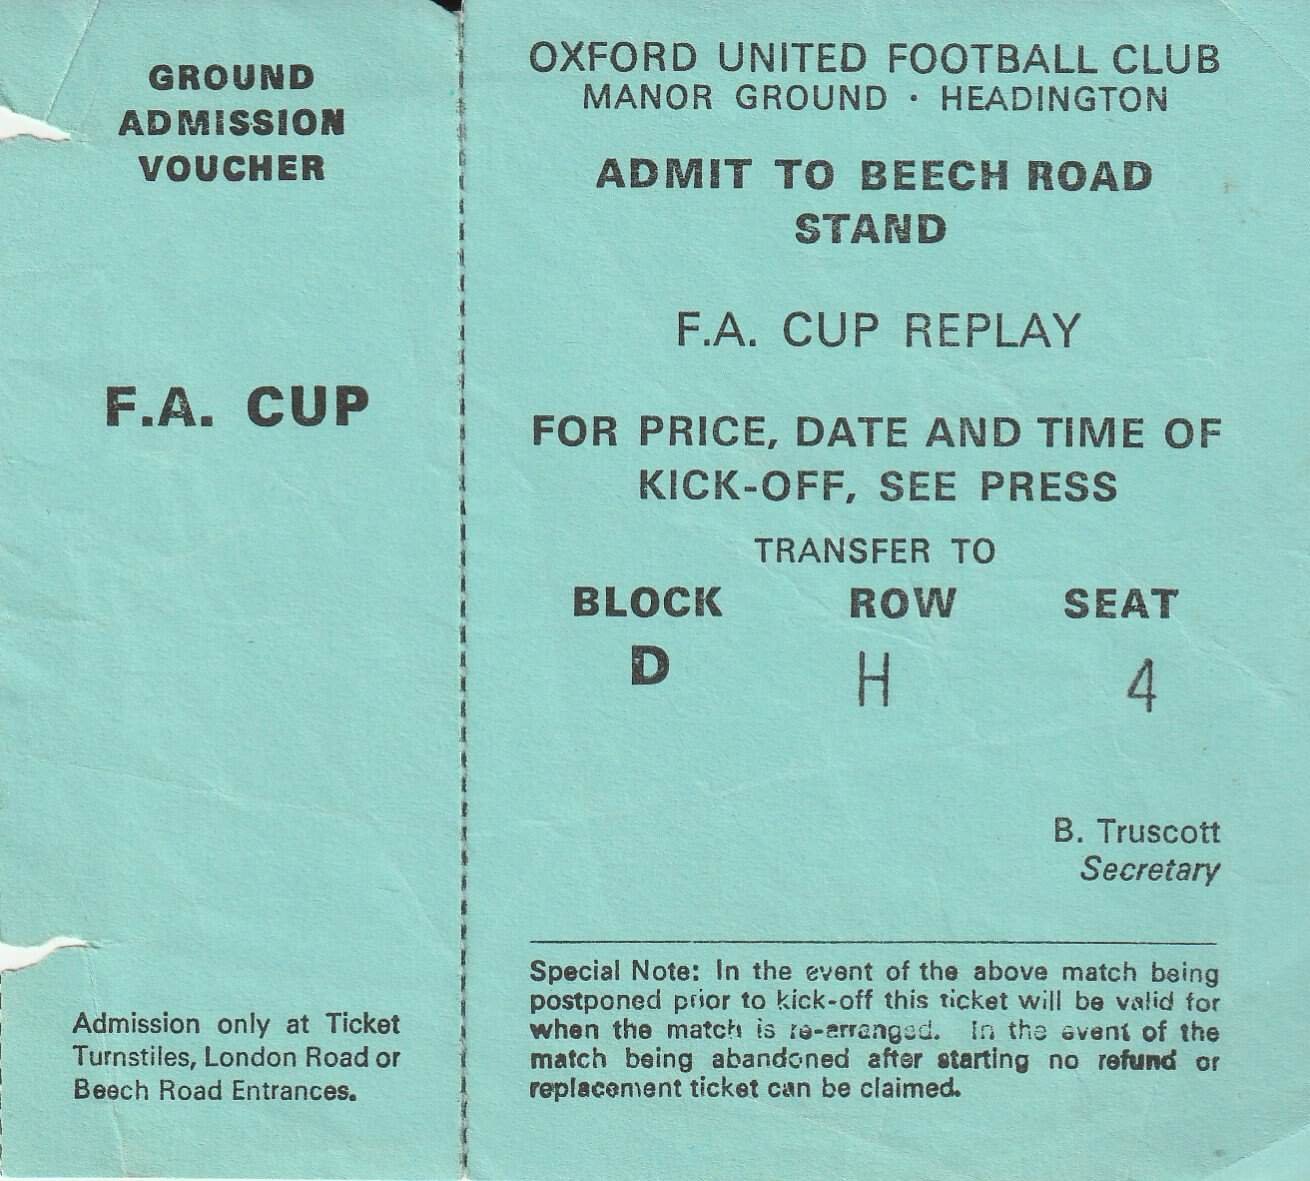 GROUND
ADMISSION
VOUCHER
F.A. CUP
Admission only at Ticket
Turnstiles, London Road or
Beech Road Entrances.
OXFORD UNITED FOOTBALL CLUB
MANOR GROUND · HEADINGTON
ADMIT TO BEECH ROAD
STAND
F.A. CUP REPLAY
FOR PRICE, DATE AND TIME OF
KICK-OFF, SEE PRESS
TRANSFER TO
BLOCK ROW SEAT
D H 4
B. Truscott
Secretary
Special Note: In the event of the above match being
postponed prior to kick-off this ticket will be valid for
when the match is re-arranged. In the event of the
match being abandoned after starting no refund or
replacement ticket can be claimed.